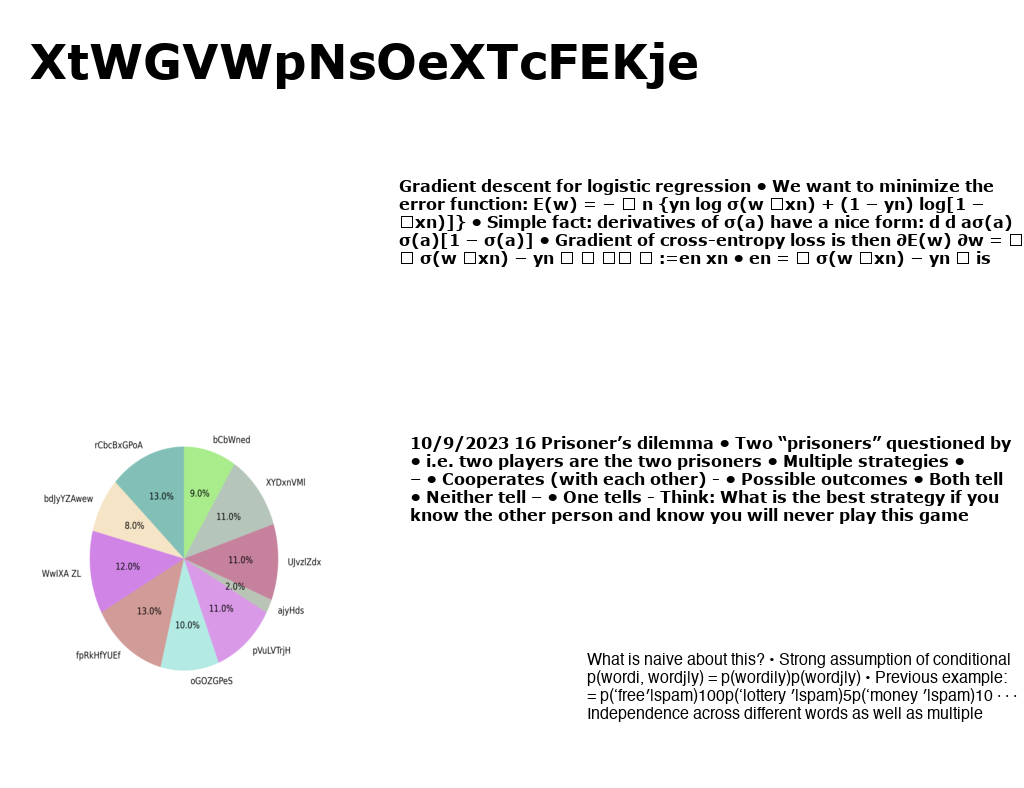 XtWGVWpNsOeXTcFEKje
Gradient descent for logistic regression • We want to minimize the
error function: E(w) = − □ n {yn log σ(w □xn) + (1 − yn) log[1 −
□xn)]} • Simple fact: derivatives of σ(a) have a nice form: d d aσ(a)
σ(a)[1 − σ(a)] • Gradient of cross-entropy loss is then ∂E(w) ∂w = □
□ σ(w □xn) − yn □ □ □□ □ :=en xn • en = □ σ(w □xn) − yn □ is
10/9/2023 16 Prisoner’s dilemma • Two “prisoners” questioned by
• i.e. two players are the two prisoners • Multiple strategies •
– • Cooperates (with each other) - • Possible outcomes • Both tell
• Neither tell – • One tells - Think: What is the best strategy if you
know the other person and know you will never play this game
rCbcBxGPoA
bCbWned
XYDxnVMl
bdJyYZAwew
UJvzlZdx
WwlXA ZL
ajyHds
fpRkHfYUEf
pVuLVTrjH
oGOZGPeS
13.0%
9.0%
11.0%
8.0%
11.0%
12.0%
2.0%
13.0%
11.0%
10.0%
What is naive about this? • Strong assumption of conditional
p(wordi, wordj|y) = p(wordi|y)p(wordj|y) • Previous example:
= p(‘free′|spam)100p(‘lottery ′|spam)5p(‘money ′|spam)10 · · ·
Independence across different words as well as multiple